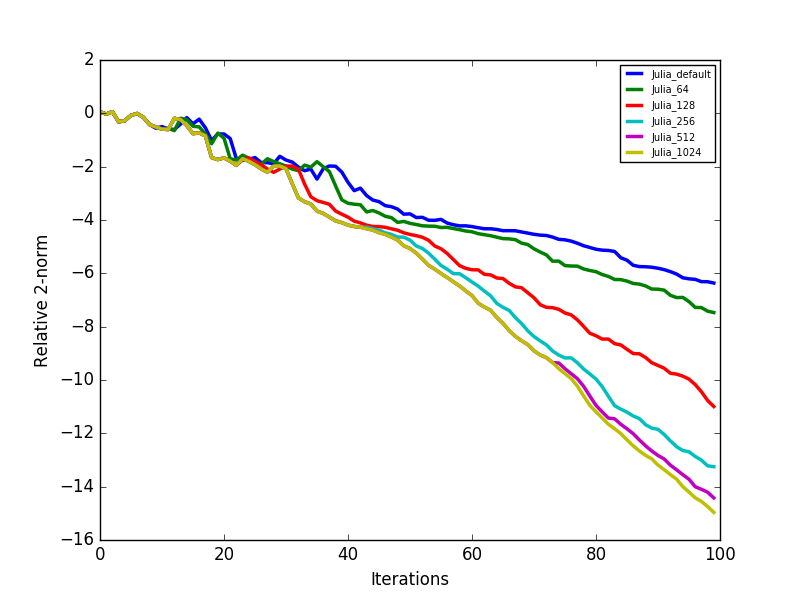 2
0
−2
−4
−6
−8
−10
−12
−14
−16
Relative 2-norm
0 20 40 60 80 100
Iterations
Julia_default
Julia_64
Julia_128
Julia_256
Julia_512
Julia_1024